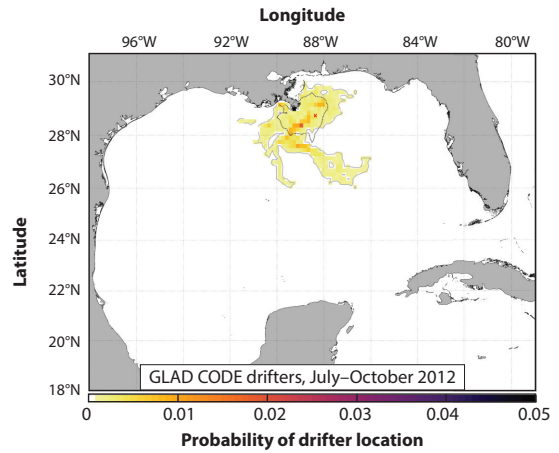 Longitude
96°W 92°W 88°W 84°W 80°W
30°N
28°N
26°N
24°N
22°N
20°N
18°N
Latitude
GLAD CODE drifters, July–October 2012
0 0.01 0.02 0.03 0.04 0.05
Probability of drifter location